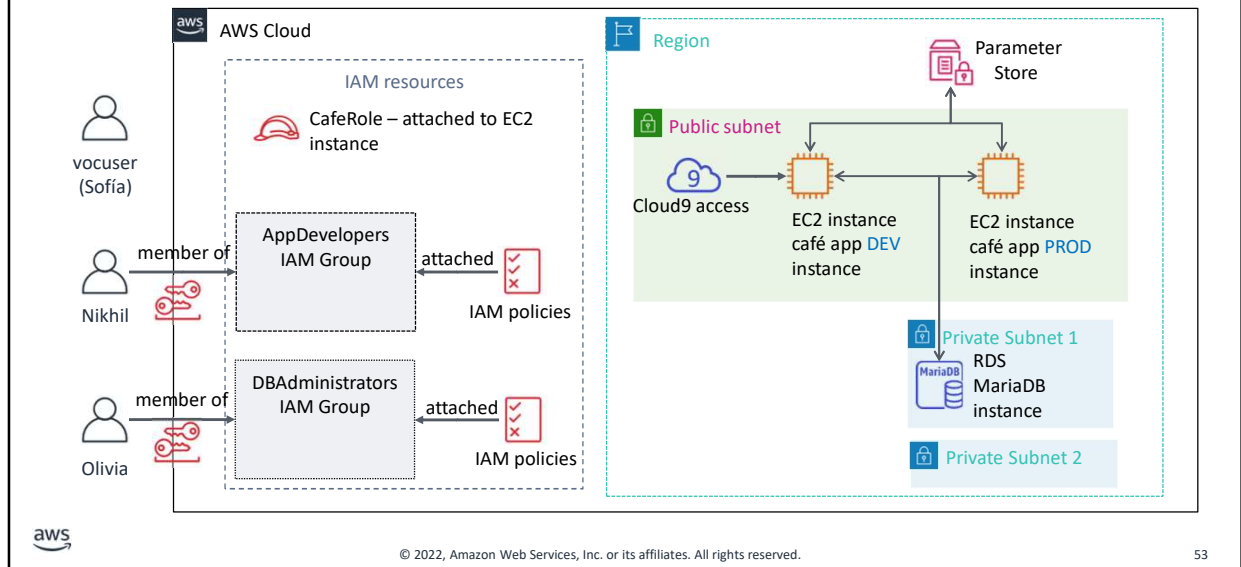 aws
AWS Cloud
IAM resources
CafeRole – attached to EC2
instance
vocuser
(Sofía)
member of
Nikhil
AppDevelopers
IAM Group
attached
IAM policies
member of
Olivia
DBAdministrators
IAM Group
attached
IAM policies
Region
Parameter
Store
Public subnet
9
Cloud9 access
EC2 instance
café app DEV
instance
EC2 instance
café app PROD
instance
Private Subnet 1
MariaDB
RDS
MariaDB
instance
Private Subnet 2
aws
© 2022, Amazon Web Services, Inc. or its affiliates. All rights reserved.
53